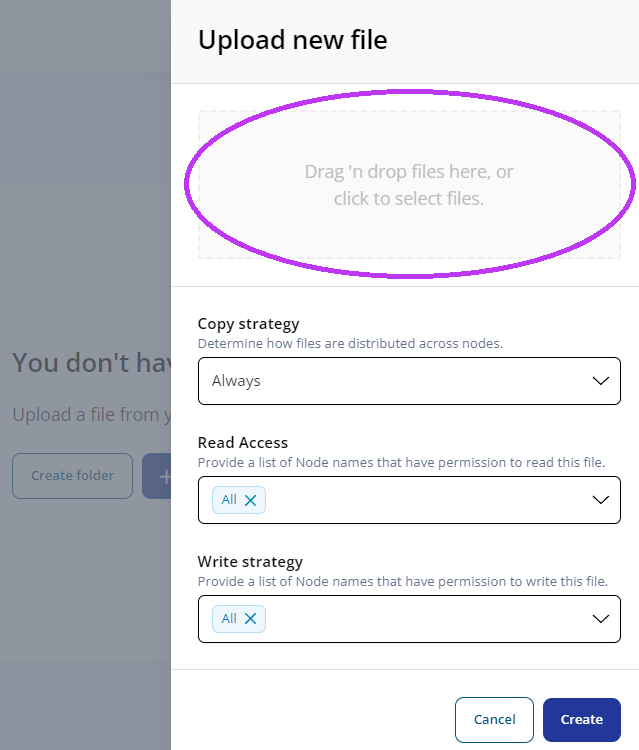 Upload new file
Drag 'n drop files here, or
click to select files.
Copy strategy
Determine how files are distributed across nodes.
Always
Read Access
Provide a list of Node names that have permission to read this file.
All
Write strategy
Provide a list of Node names that have permission to write this file.
All
Cancel
Create
You don't
Upload a file from
Create folder
+